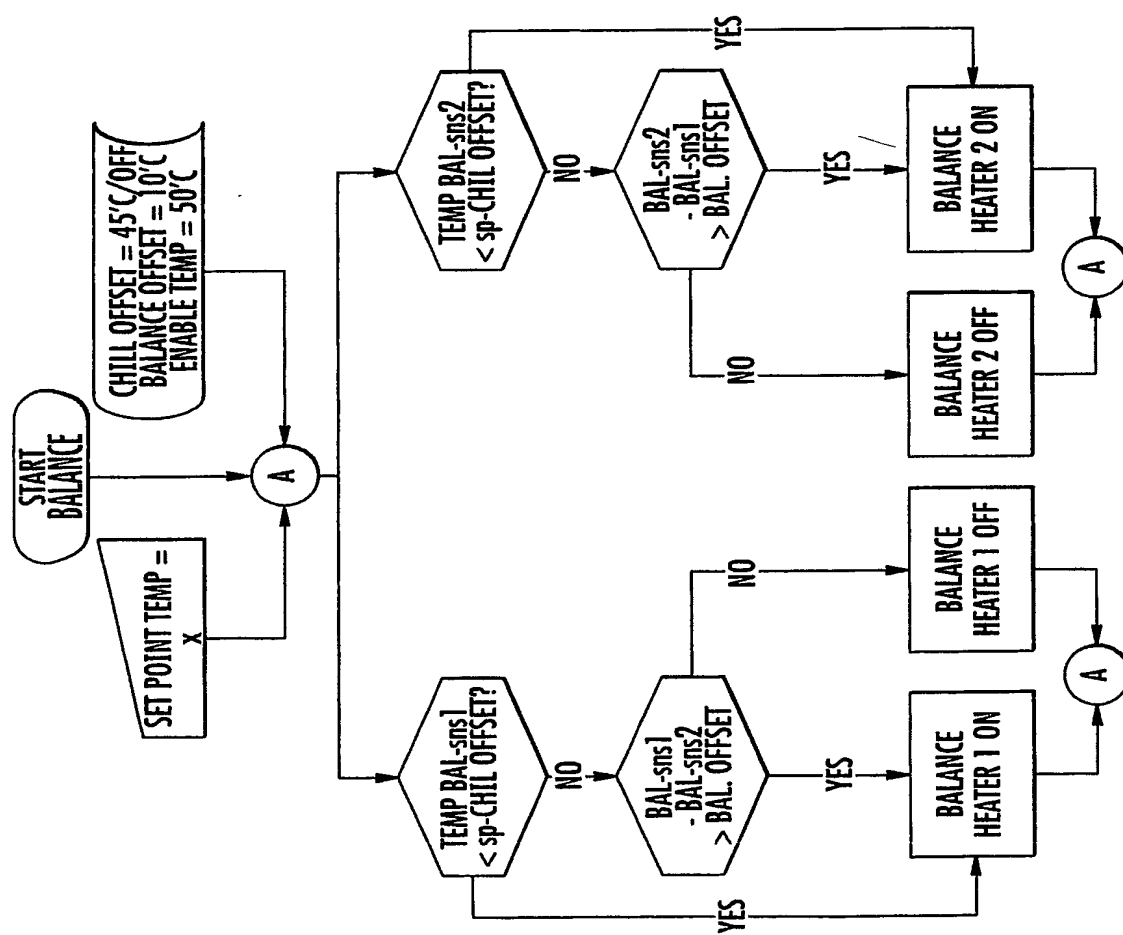 START
BALANCE
SET POINT TEMP =
X
CHILL OFFSET = 45'C/OFF
BALANCE OFFSET = 10'C
ENABLE TEMP = 50'C
A
TEMP BAL-sns1
< sp-CHIL OFFSET?
YES
NO
BAL-sns1
- BAL-sns2
> BAL. OFFSET
YES
NO
BALANCE
HEATER 1 ON
BALANCE
HEATER 1 OFF
A
TEMP BAL-sns2
< sp-CHIL OFFSET?
YES
NO
BAL-sns2
- BAL-sns1
> BAL. OFFSET
YES
NO
BALANCE
HEATER 2 OFF
BALANCE
HEATER 2 ON
A